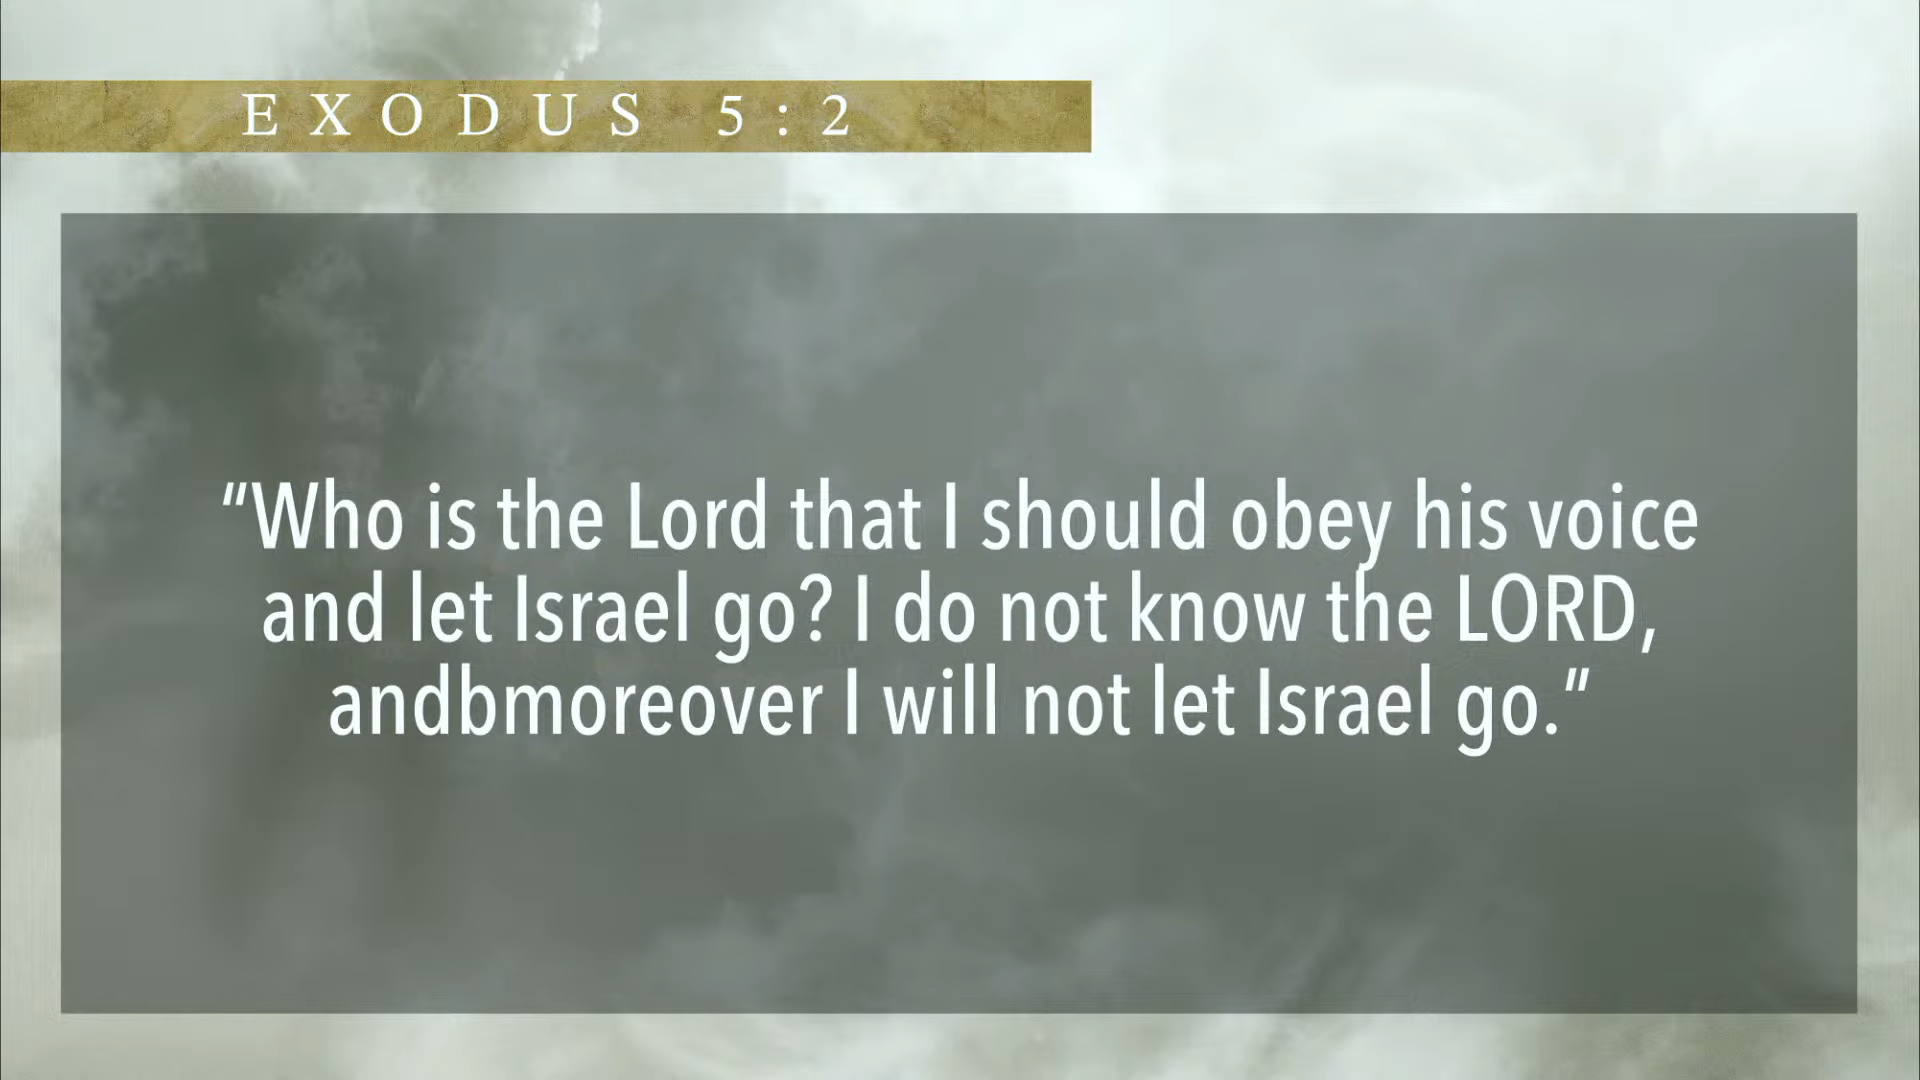 EXODUS 5:2
“Who is the Lord that I should obey his voice
and let Israel go? I do not know the LORD,
andbmoreover I will not let Israel go.”